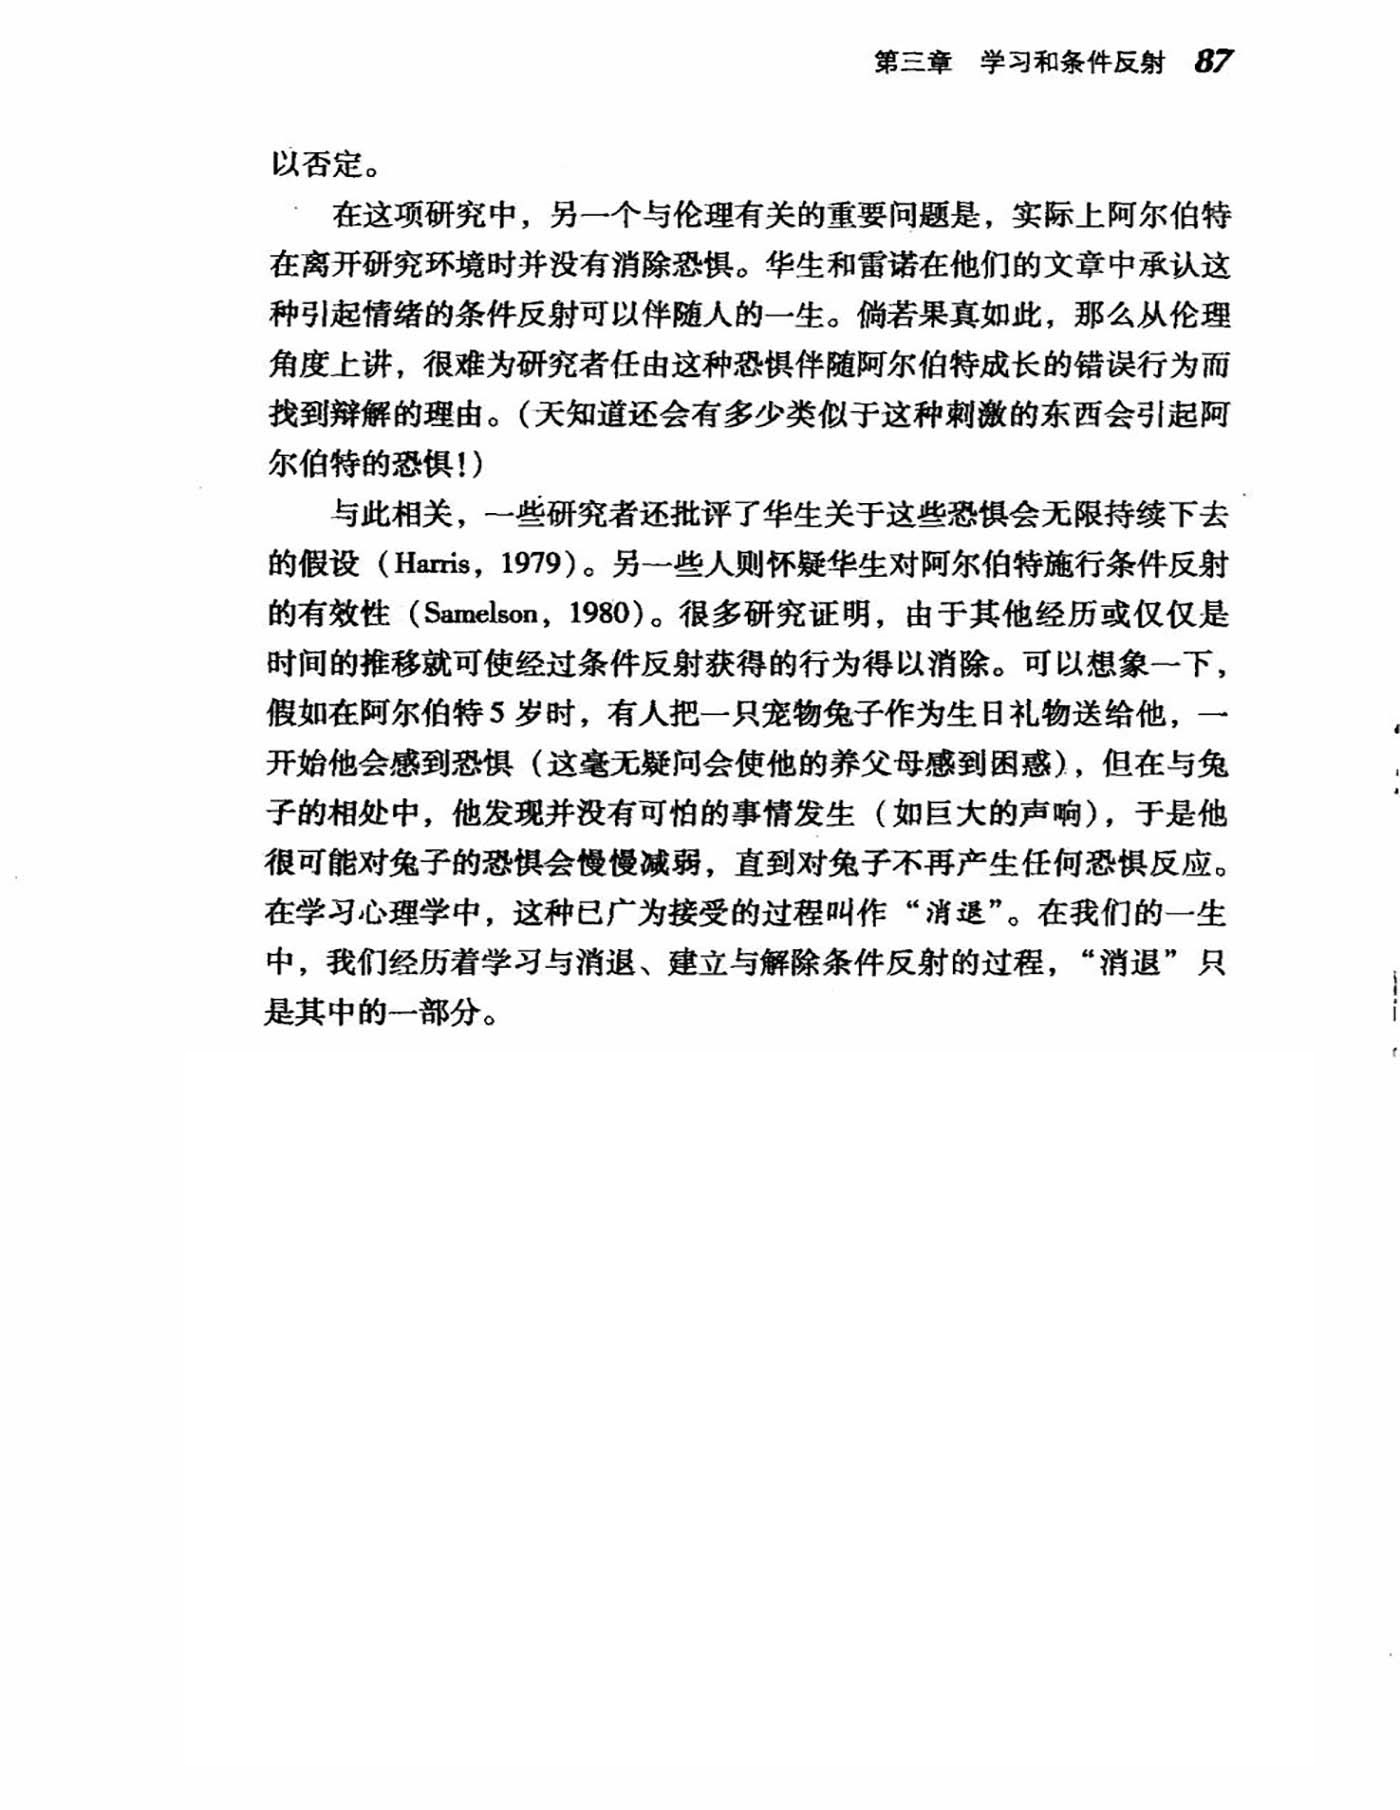 第三章 学习和条件反射 87
以否定。
在这项研究中，另一个与伦理有关的重要问题是，实际上阿尔伯特
在离开研究环境时并没有消除恐惧。华生和雷诺在他们的文章中承认这
种引起情绪的条件反射可以伴随人的一生。倘若果真如此，那么从伦理
角度上讲，很难为研究者任由这种恐惧伴随阿尔伯特成长的错误行为而
找到辩解的理由。（天知道还会有多少类似于这种刺激的东西会引起阿
尔伯特的恐惧！）
与此相关，一些研究者还批评了华生关于这些恐惧会无限持续下去
的假设（Harris，1979）。另一些人则怀疑华生对阿尔伯特施行条件反射
的有效性（Samelson，1980）。很多研究证明，由于其他经历或仅仅是
时间的推移就可使经过条件反射获得的行为得以消除。可以想象一下，
假如在阿尔伯特5岁时，有人把一只宠物兔子作为生日礼物送给他，一
开始他会感到恐惧（这毫无疑问会使他的养父母感到困惑），但在与兔
子的相处中，他发现并没有可怕的事情发生（如巨大的声响），于是他
很可能对兔子的恐惧会慢慢减弱，直到对兔子不再产生任何恐惧反应。
在学习心理学中，这种已广为接受的过程叫作“消退”。在我们的一生
中，我们经历着学习与消退、建立与解除条件反射的过程，“消退”只
是其中的一部分。